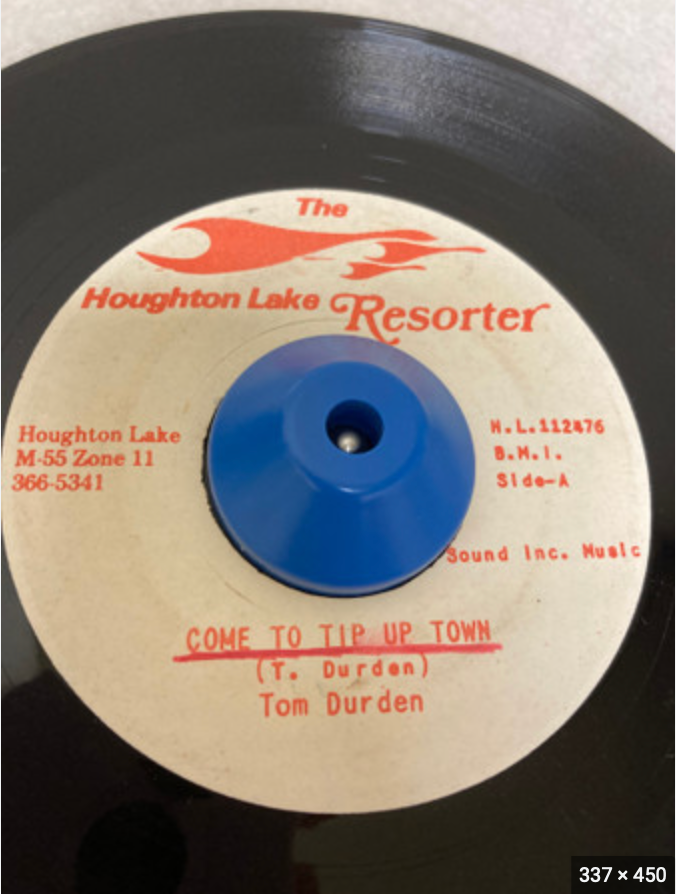 The
Houghton Lake Resorter
Houghton Lake
M-55 Zone 11
366-5341
H.L.112476
B.M.I.
Side-A
Sound Inc. Music
COME TO TIP UP TOWN
(T. Durden)
Tom Durden
337 × 450